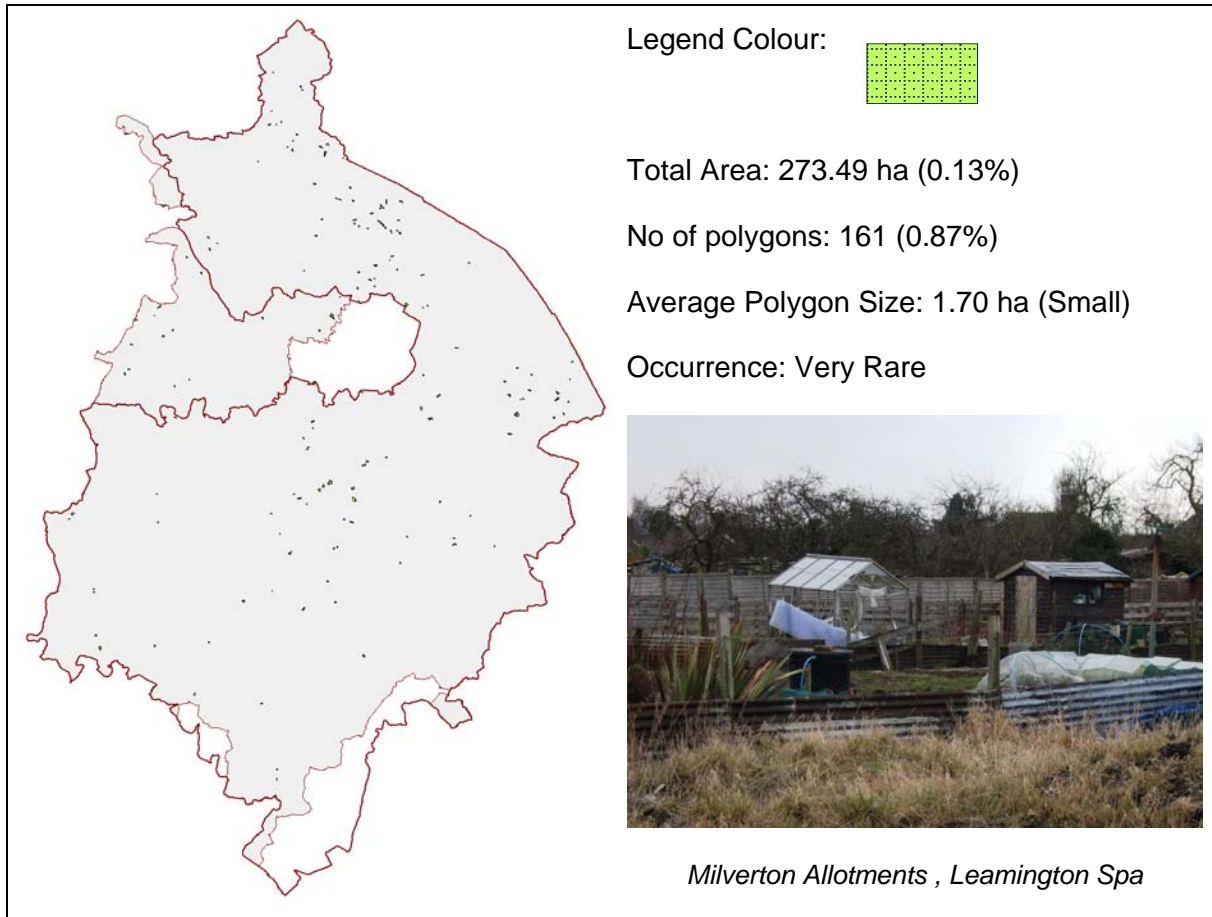 Legend Colour:
Total Area: 273.49 ha (0.13%)
No of polygons: 161 (0.87%)
Average Polygon Size: 1.70 ha (Small)
Occurrence: Very Rare
Milverton Allotments , Leamington Spa